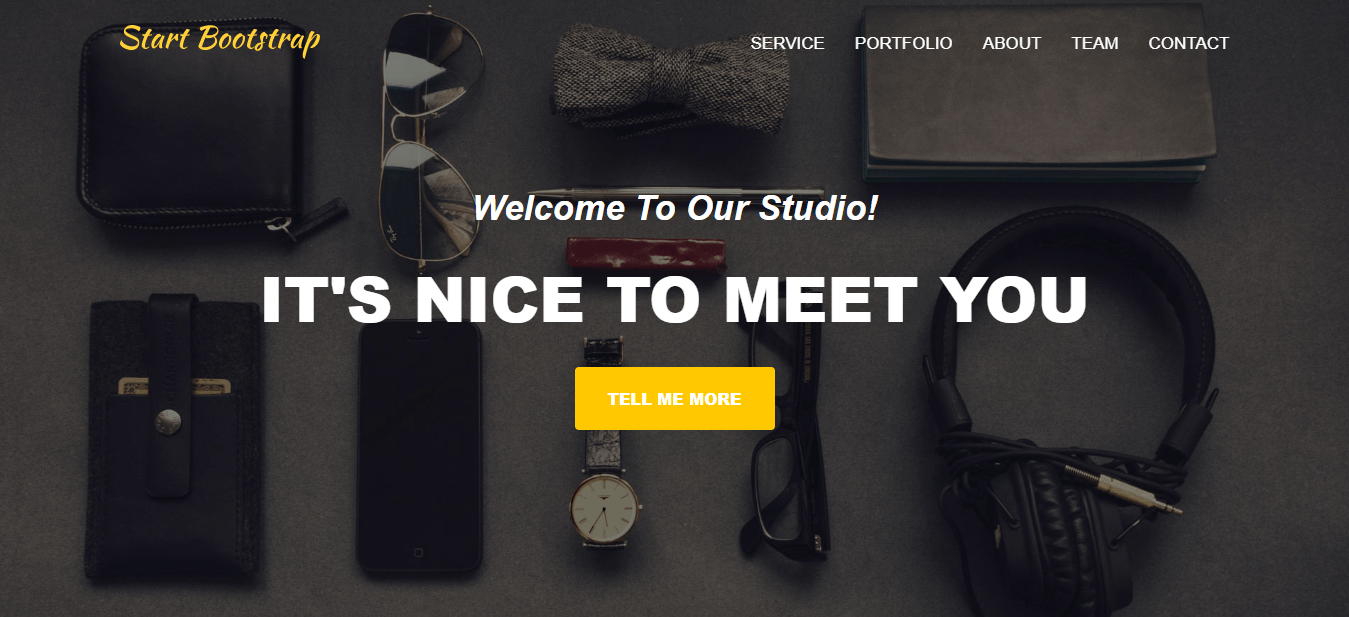 Start Bootstrap
SERVICE PORTFOLIO ABOUT TEAM CONTACT
Welcome To Our Studio!
IT'S NICE TO MEET YOU
TELL ME MORE